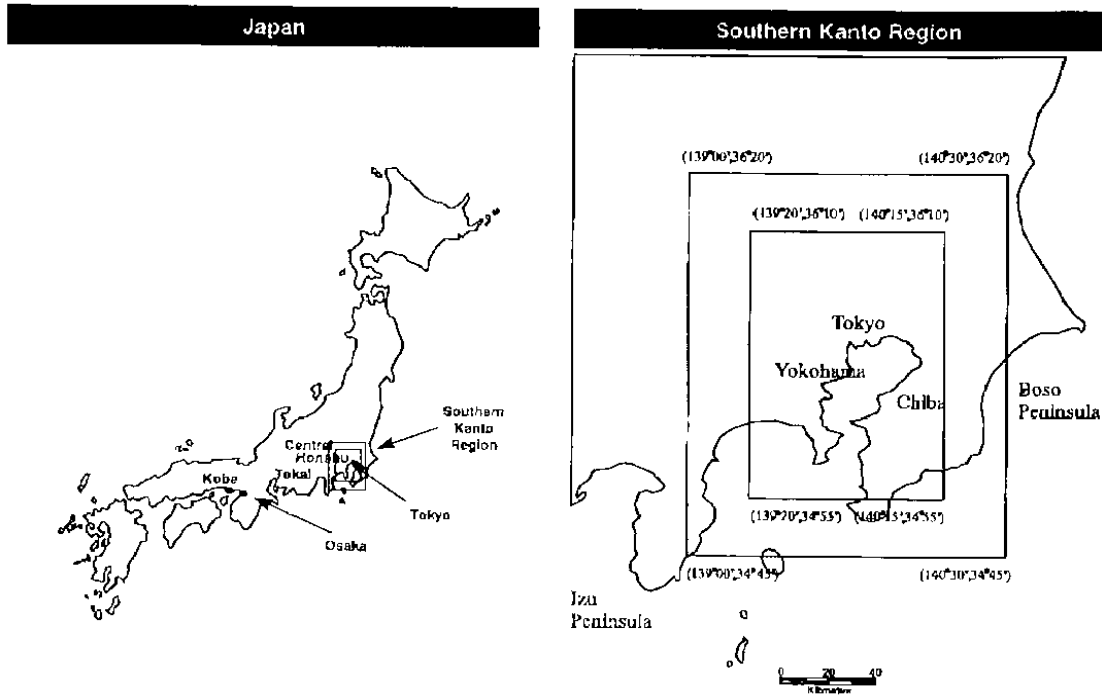 Japan
Southern
Kanto
Region
Central
Honshu
Tokai
Kobe
Tokyo
Osaka
Southern Kanto Region
(139°00',36°20') (140°30',36°20')
(139°20',36°10') (140°15',36°10')
Tokyo
Yokohama
Chiba
Boso
Peninsula
(139°20',34°55') (140°15',34°55')
(139°00',34°45') (140°30',34°45')
Izu
Peninsula
0 20 40
Kilometres